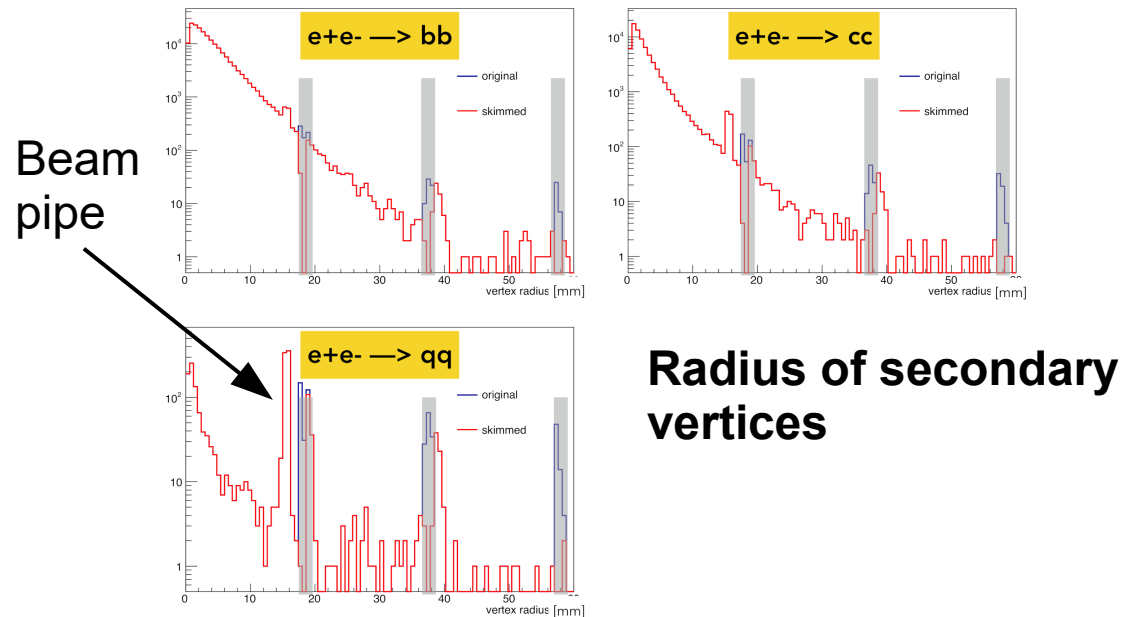 e+e- —> bb
original
skimmed
10⁴
10³
10²
10
1
0
10
20
30
40
50
vertex radius [mm]
e+e- —> cc
original
skimmed
10⁴
10³
10²
10
1
0
10
20
30
40
50
vertex radius [mm]
Beam
pipe
e+e- —> qq
original
skimmed
10²
10
1
0
10
20
30
40
50
vertex radius [mm]
Radius of secondary
vertices